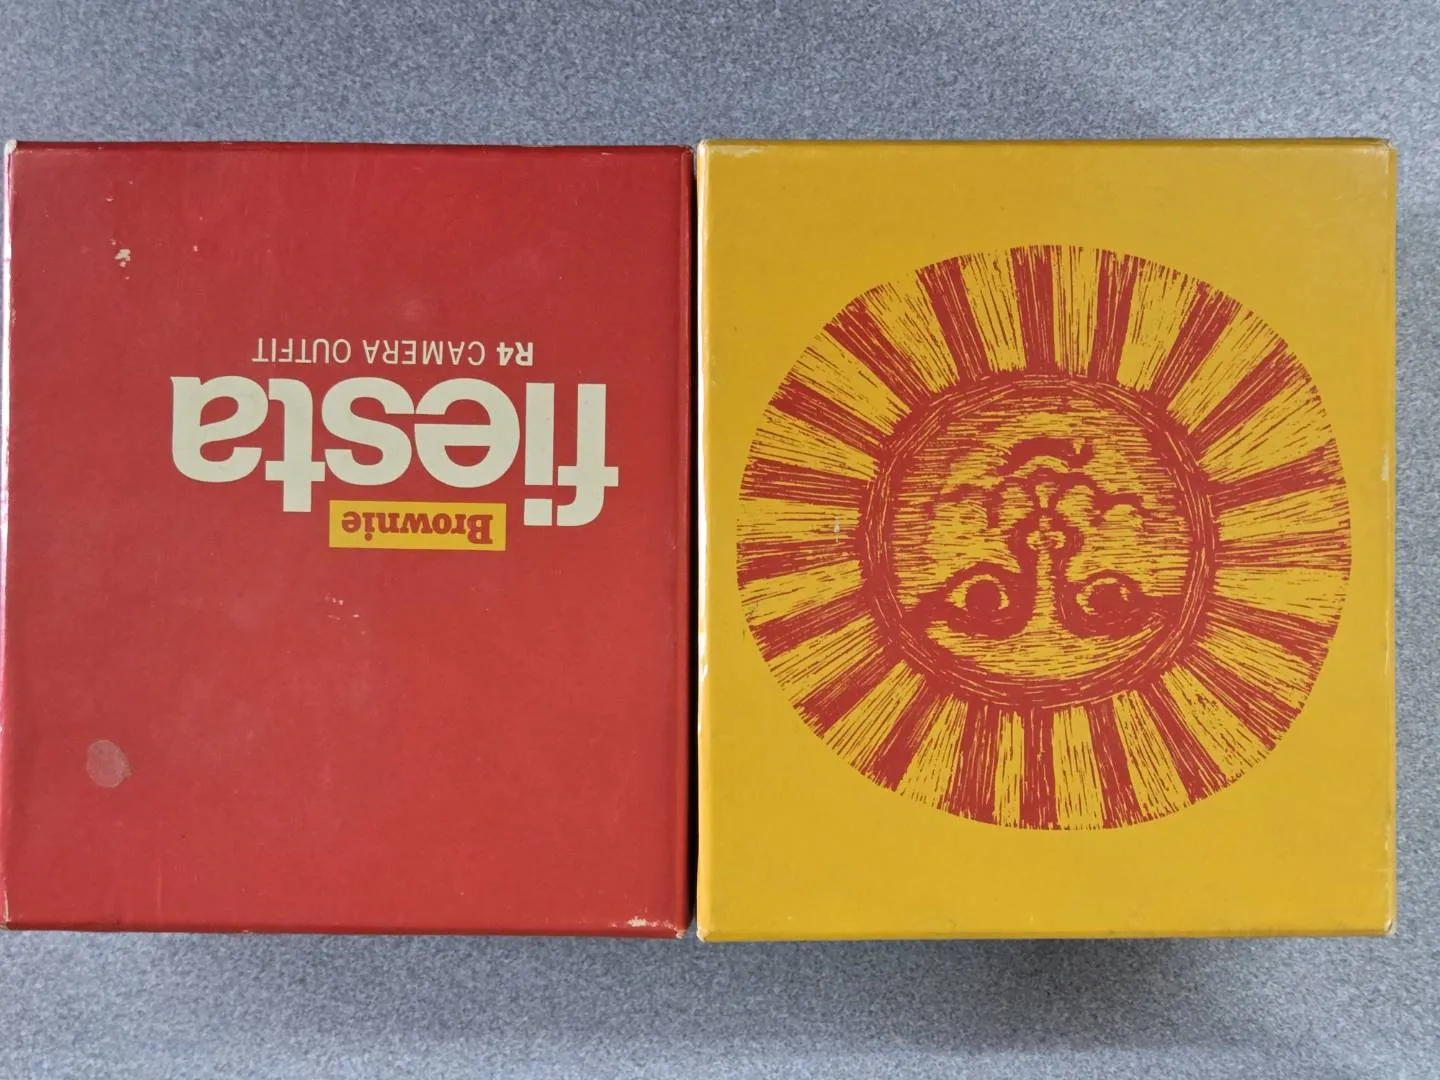 Brownie
fiesta
R4 CAMERA OUTFIT